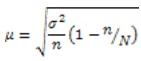 μ = √(σ²/n (1 − n/N))